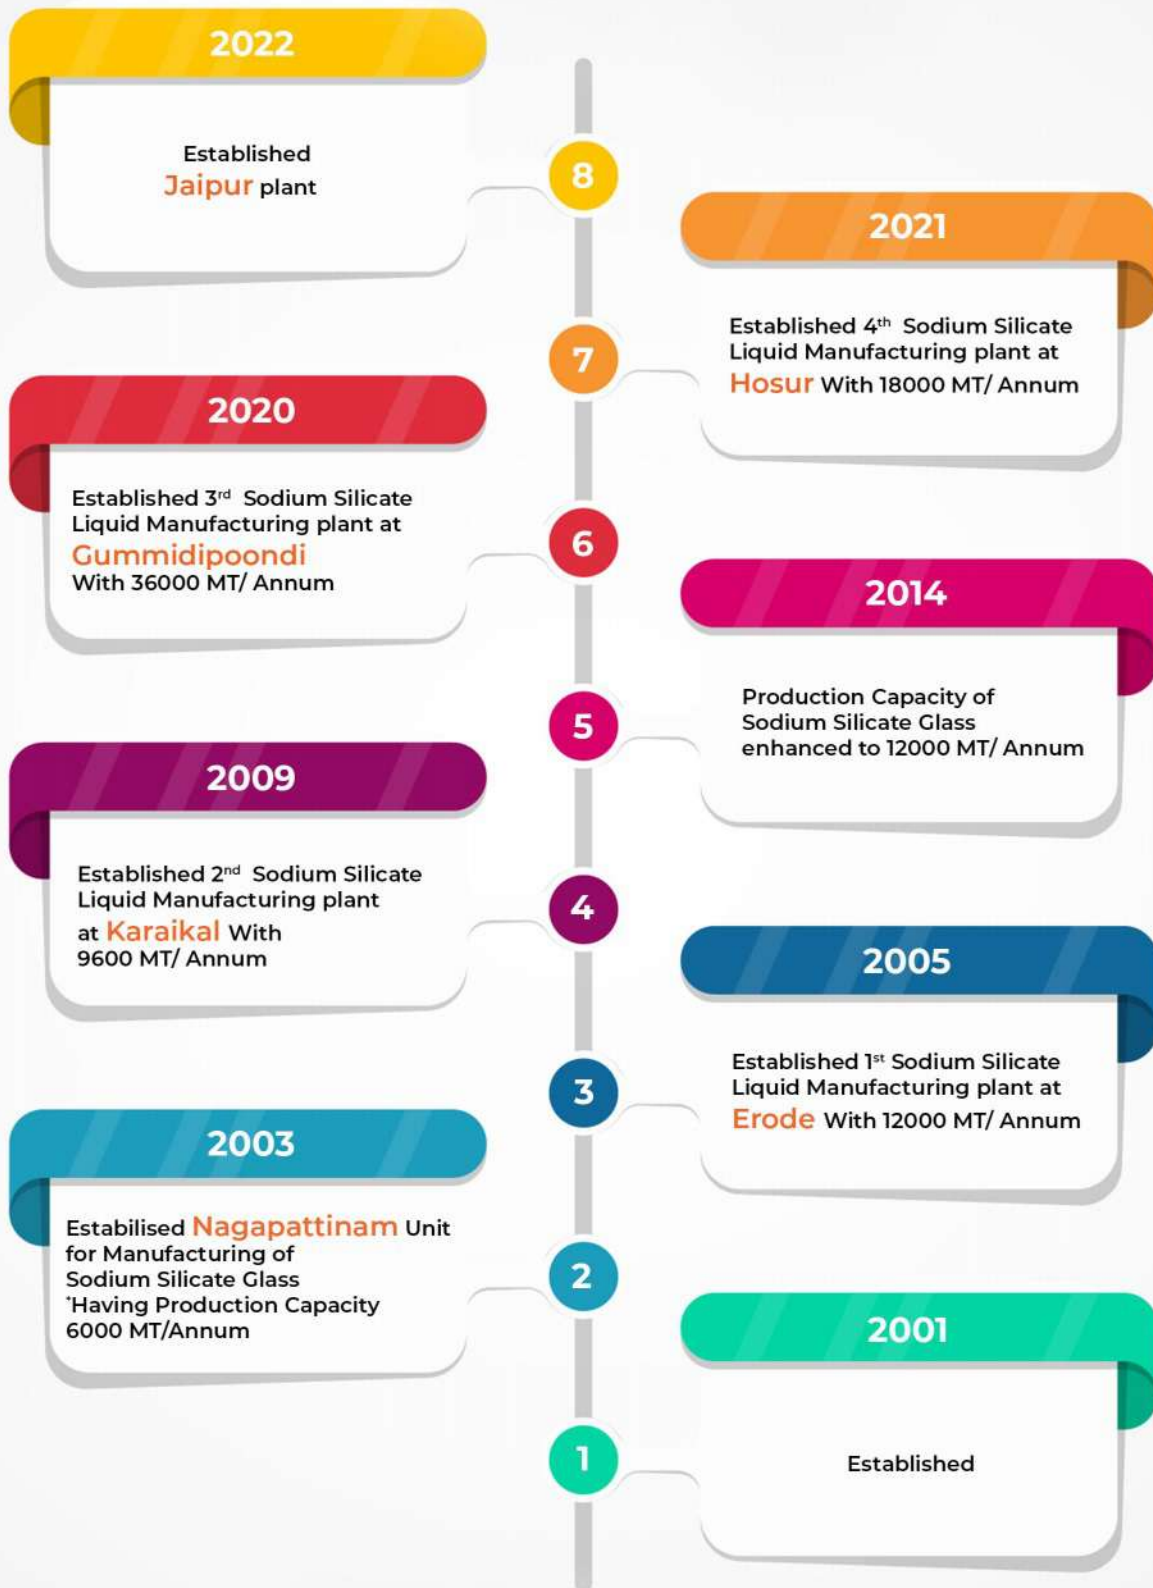 2022
Established
Jaipur plant
8
2021
Established 4th Sodium Silicate
Liquid Manufacturing plant at
Hosur With 18000 MT/ Annum
7
2020
Established 3rd Sodium Silicate
Liquid Manufacturing plant at
Gummidipoondi
With 36000 MT/ Annum
6
2014
Production Capacity of
Sodium Silicate Glass
enhanced to 12000 MT/ Annum
5
2009
Established 2nd Sodium Silicate
Liquid Manufacturing plant
at Karaikal With
9600 MT/ Annum
4
2005
Established 1st Sodium Silicate
Liquid Manufacturing plant at
Erode With 12000 MT/ Annum
3
2003
Estabilised Nagapattinam Unit
for Manufacturing of
Sodium Silicate Glass
*Having Production Capacity
6000 MT/Annum
2
2001
Established
1